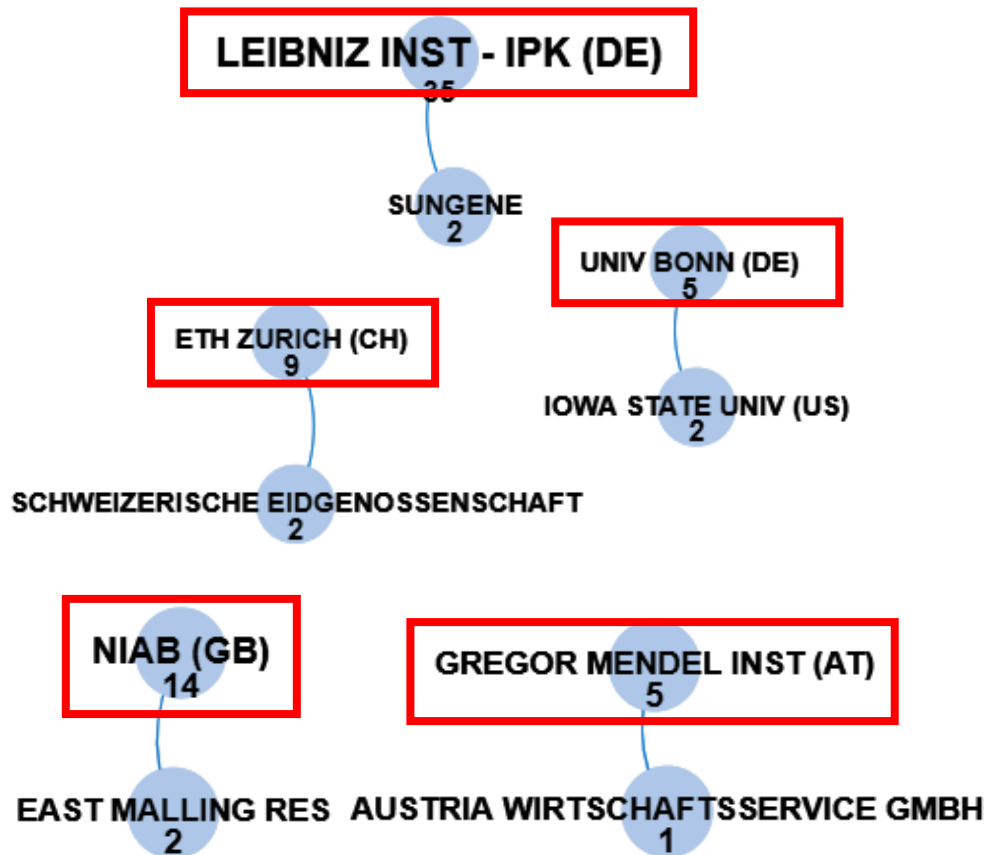 LEIBNIZ INST - IPK (DE)
35
SUNGENE
2
UNIV BONN (DE)
5
ETH ZURICH (CH)
9
IOWA STATE UNIV (US)
2
SCHWEIZERISCHE EIDGENOSSENSCHAFT
2
NIAB (GB)
14
GREGOR MENDEL INST (AT)
5
EAST MALLING RES
2
AUSTRIA WIRTSCHAFTSSERVICE GMBH
1